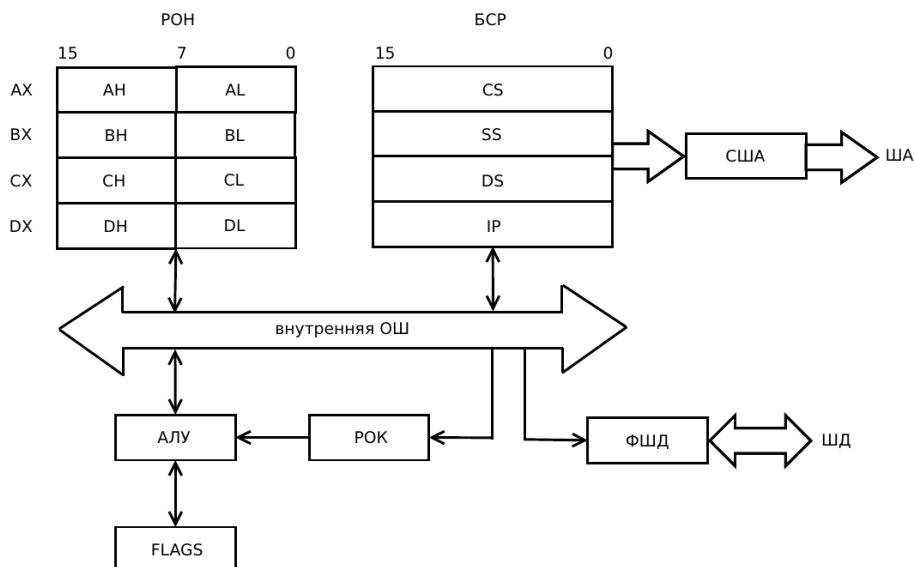 РОН БСР
15 7 0 15 0
AX AH AL CS
BX BH BL SS
США ША
CX CH CL DS
DX DH DL IP
внутренняя ОШ
АЛУ РОК ФШД ШД
FLAGS